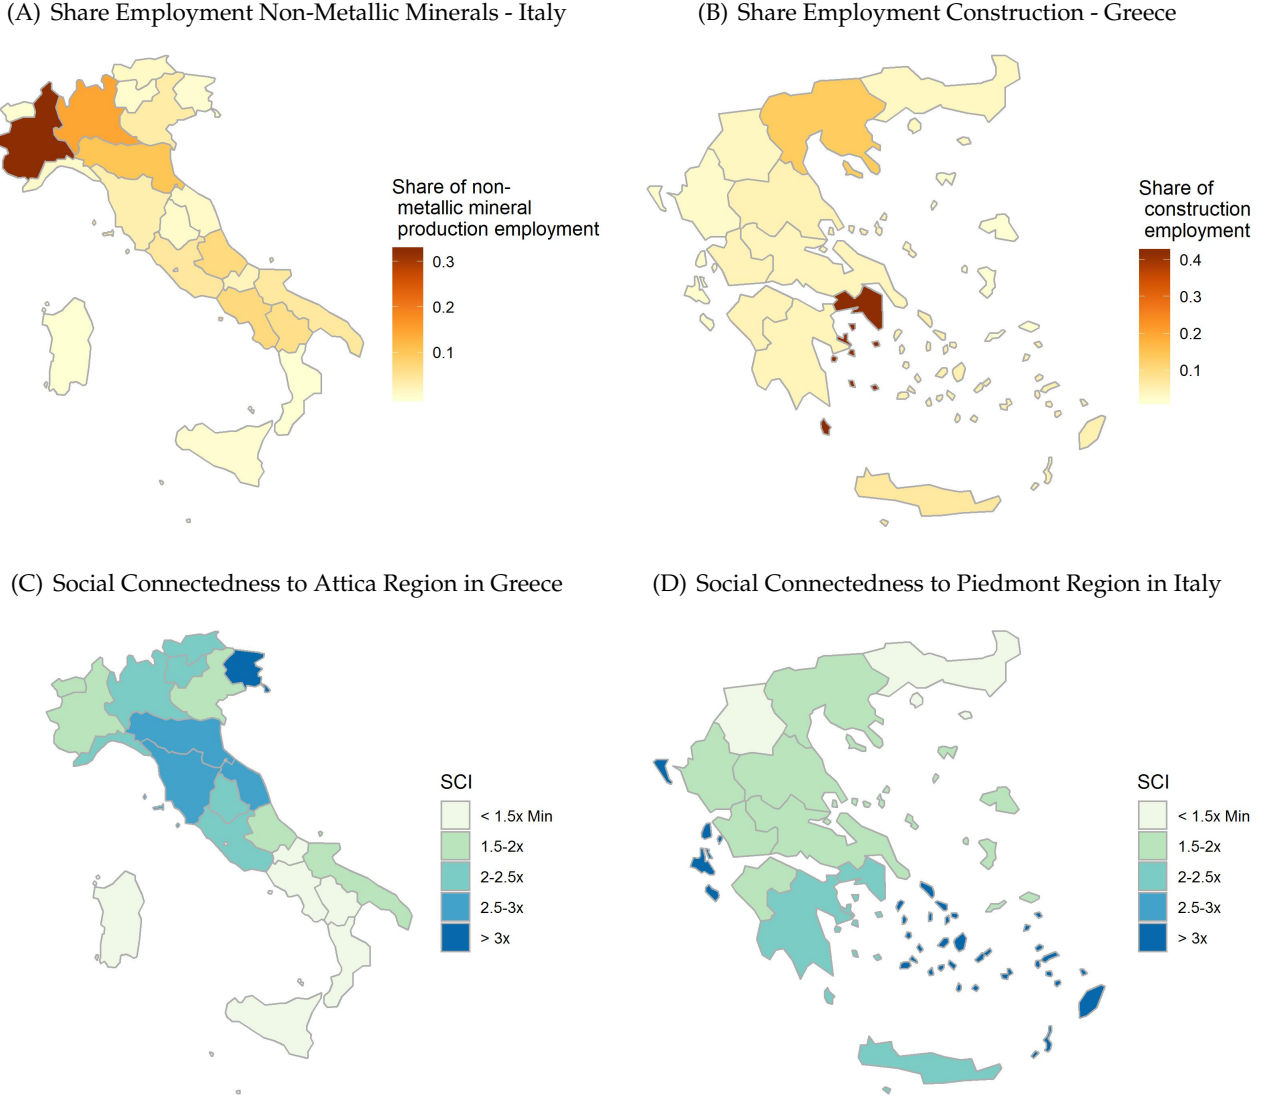 (A) Share Employment Non-Metallic Minerals - Italy
(B) Share Employment Construction - Greece
Share of non-
metallic mineral
production employment
0.3
0.2
0.1
Share of
construction
employment
0.4
0.3
0.2
0.1
(C) Social Connectedness to Attica Region in Greece
(D) Social Connectedness to Piedmont Region in Italy
SCI
< 1.5x Min
1.5-2x
2-2.5x
2.5-3x
> 3x
SCI
< 1.5x Min
1.5-2x
2-2.5x
2.5-3x
> 3x